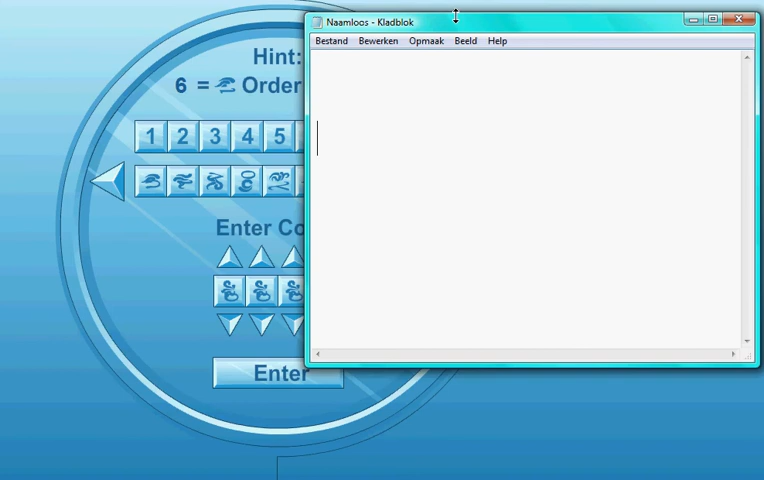 Naamloos - Kladblok
Bestand Bewerken Opmaak Beeld Help
Hint:
6 = Order
1 2 3 4 5
Enter Co
Enter